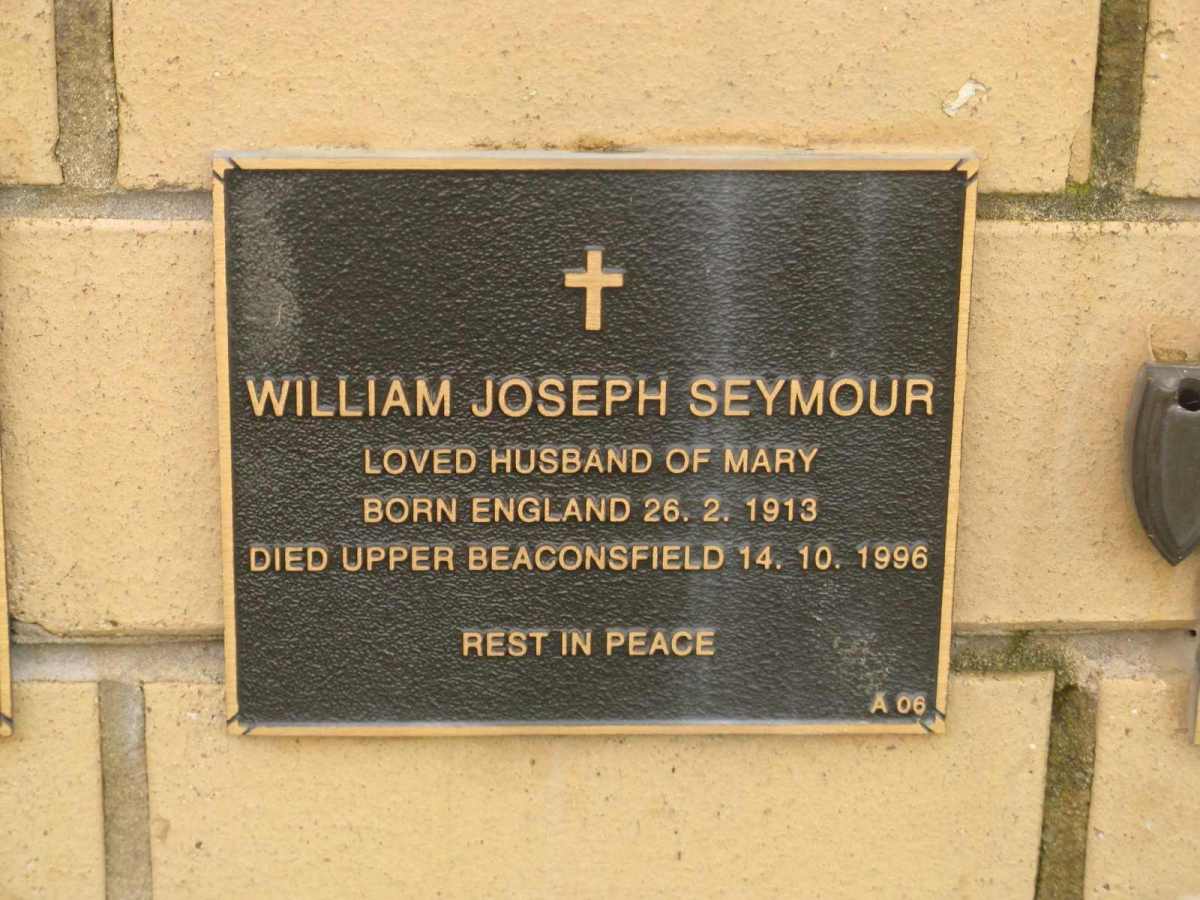 WILLIAM JOSEPH SEYMOUR
LOVED HUSBAND OF MARY
BORN ENGLAND 26. 2. 1913
DIED UPPER BEACONSFIELD 14. 10. 1996
REST IN PEACE
A 06